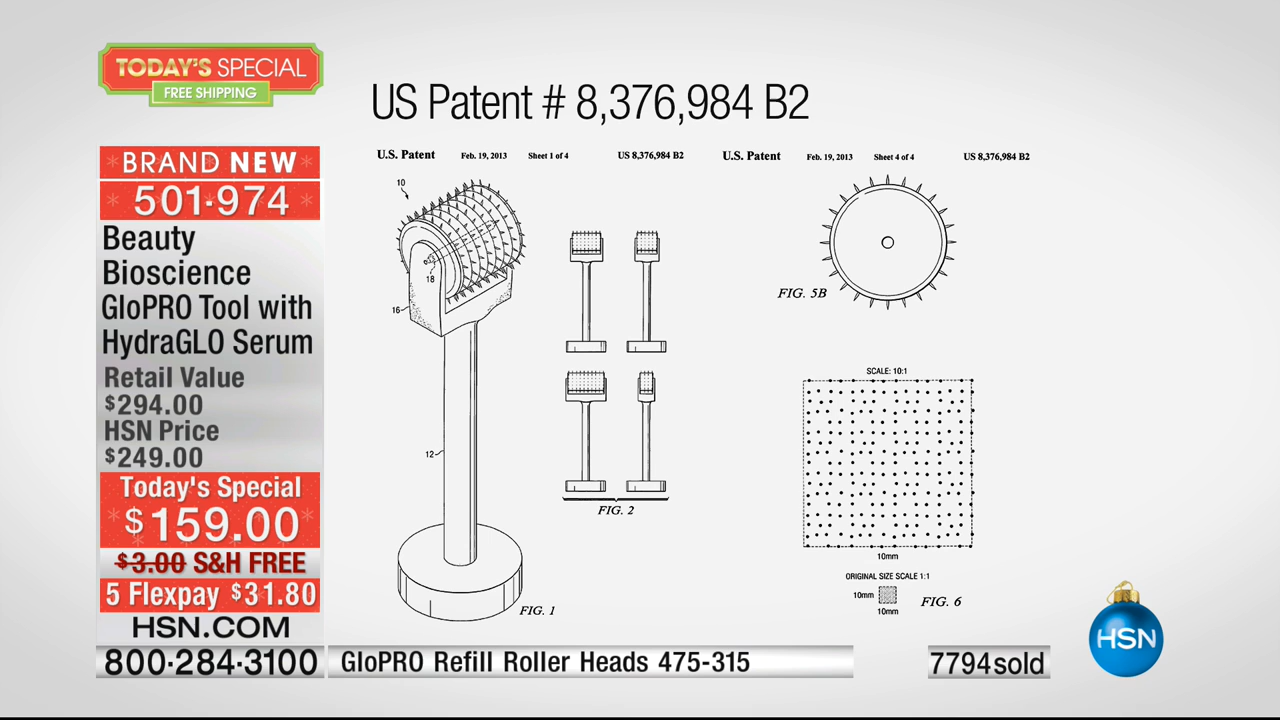 TODAY'S SPECIAL
FREE SHIPPING
BRAND NEW
501·974
Beauty
Bioscience
GloPRO Tool with
HydraGLO Serum
Retail Value
$294.00
HSN Price
$249.00
Today's Special
$159.00
$3.00 S&H FREE
5 Flexpay $31.80
HSN.COM
800·284·3100
US Patent # 8,376,984 B2
U.S. Patent Feb. 19, 2013 Sheet 1 of 4 US 8,376,984 B2
10
18
16
12
FIG. 1
FIG. 2
U.S. Patent Feb. 19, 2013 Sheet 4 of 4 US 8,376,984 B2
FIG. 5B
SCALE: 10:1
10mm
ORIGINAL SIZE SCALE 1:1
10mm
10mm
FIG. 6
HSN
GloPRO Refill Roller Heads 475-315
7794 sold